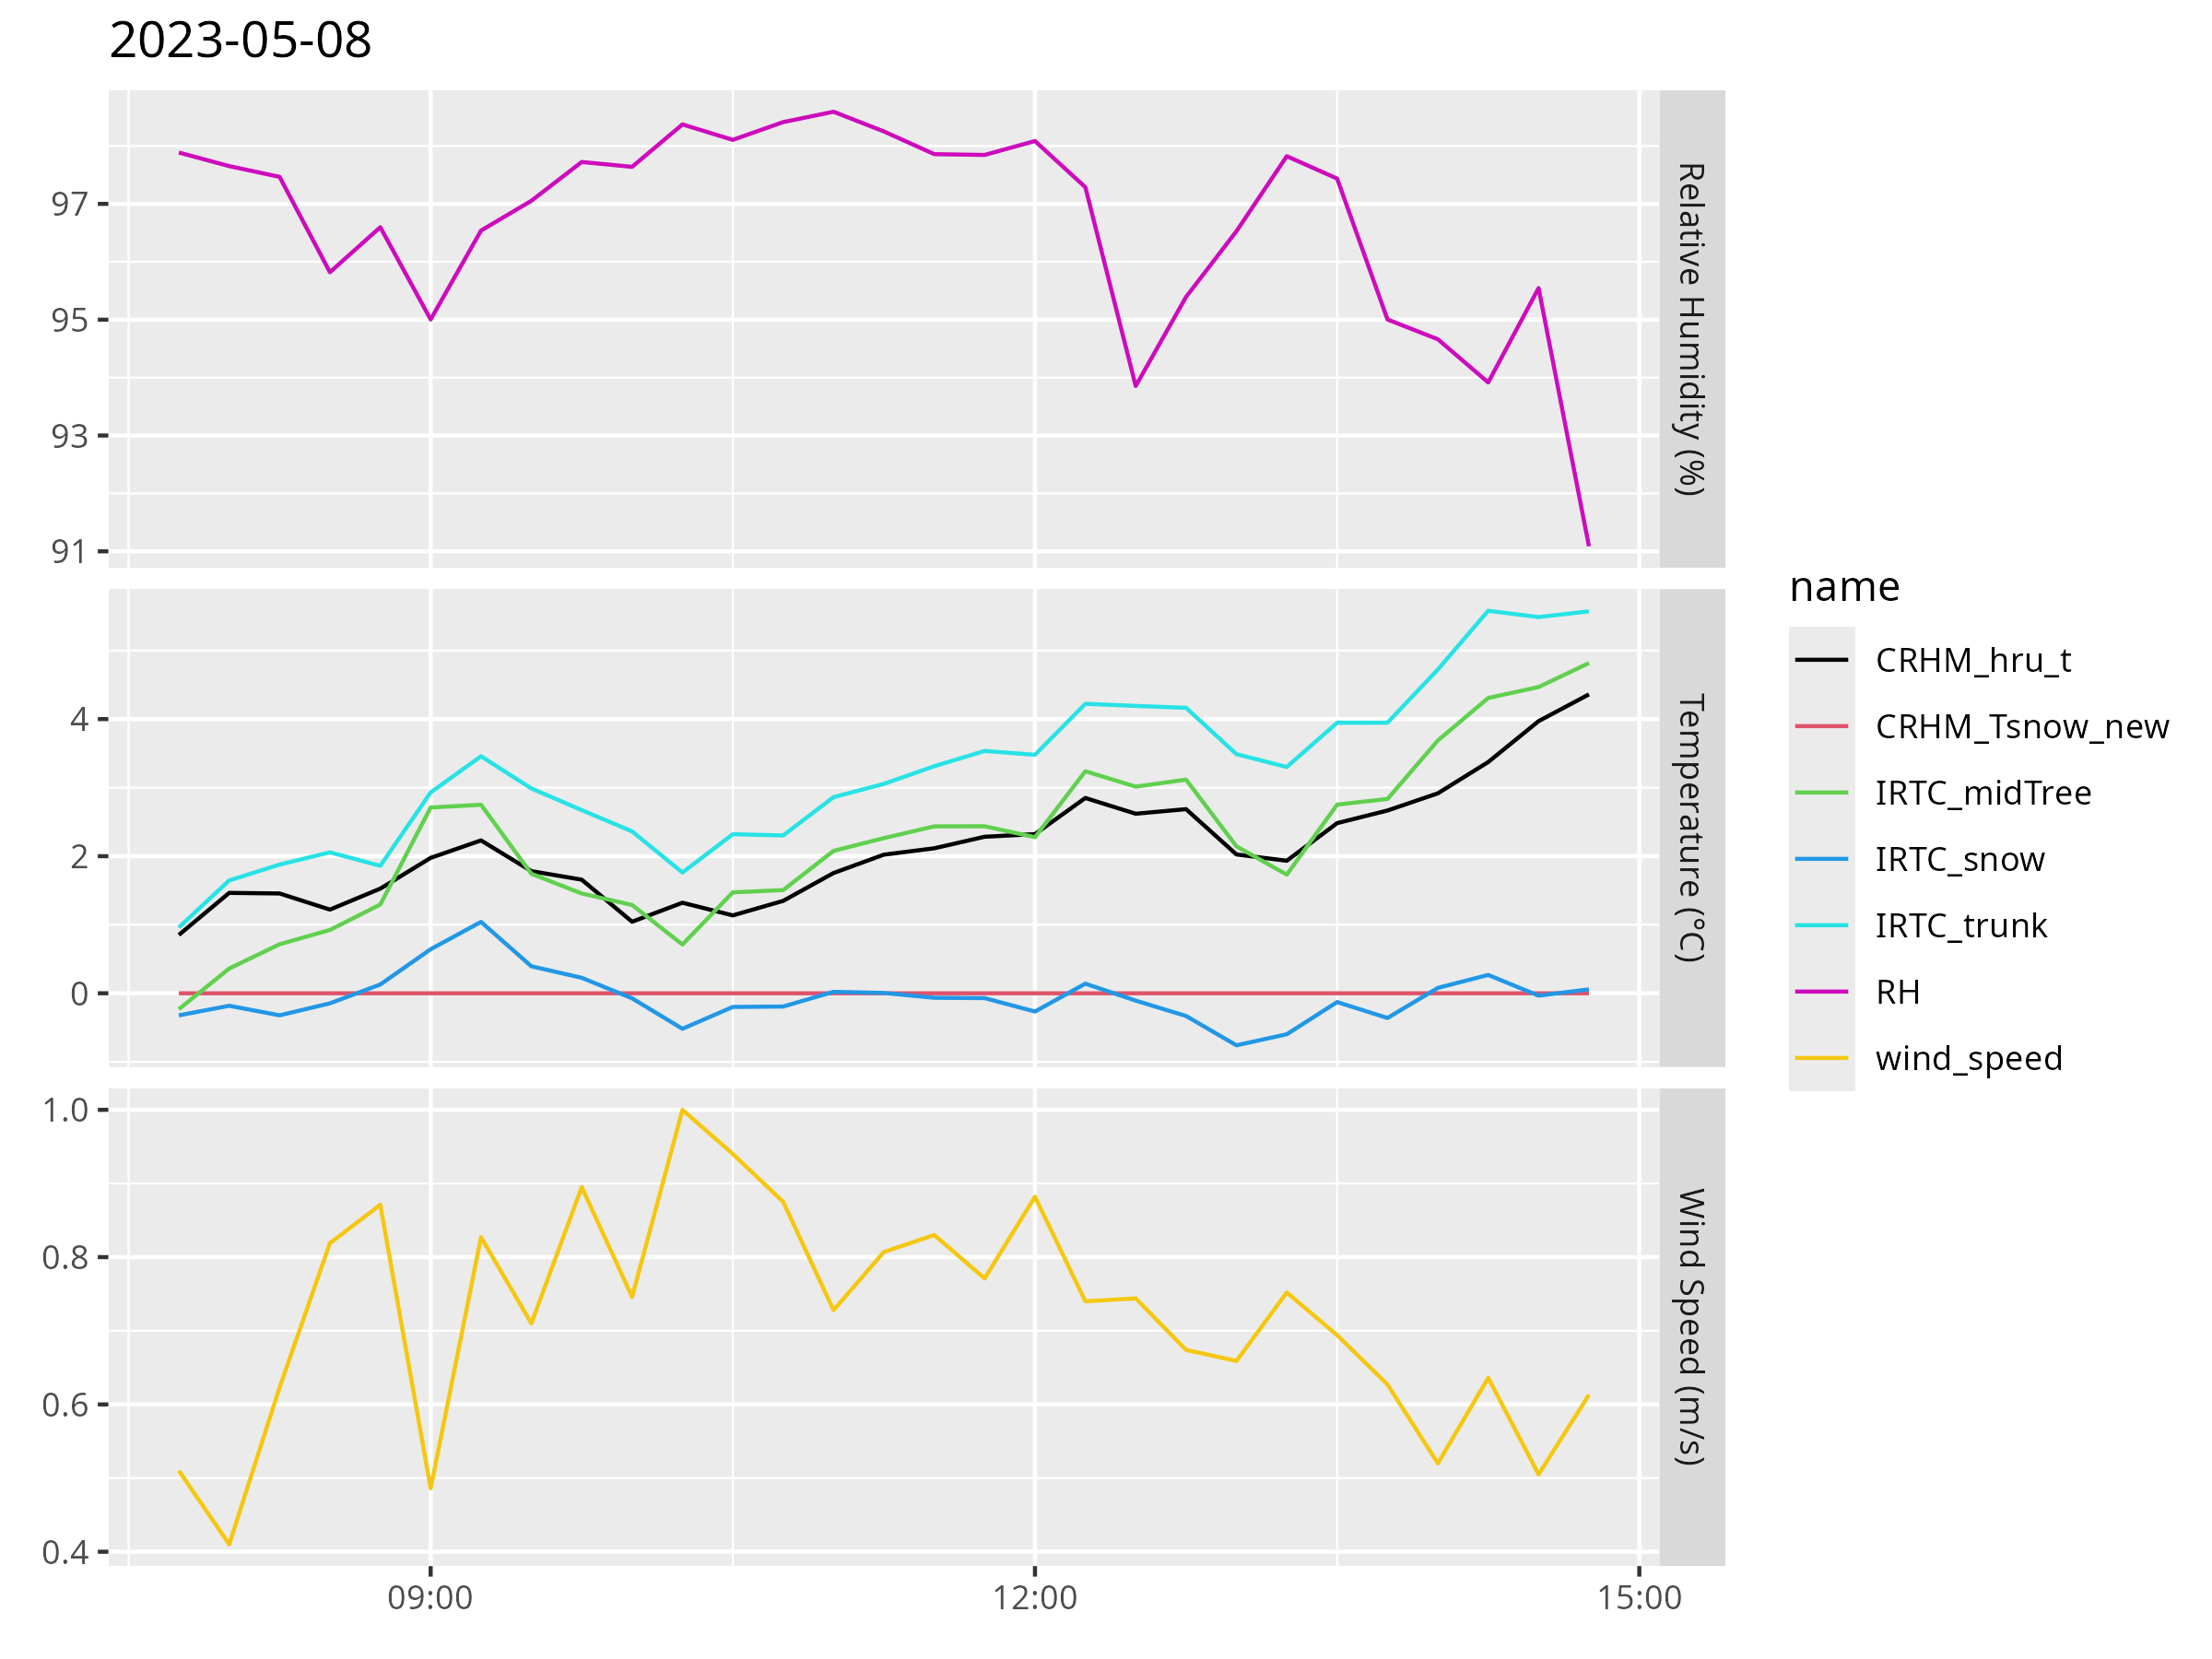 2023-05-08
97
95
93
91
Relative Humidity (%)
4
2
0
Temperature (°C)
1.0
0.8
0.6
0.4
Wind Speed (m/s)
09:00
12:00
15:00
name
CRHM_hru_t
CRHM_Tsnow_new
IRTC_midTree
IRTC_snow
IRTC_trunk
RH
wind_speed